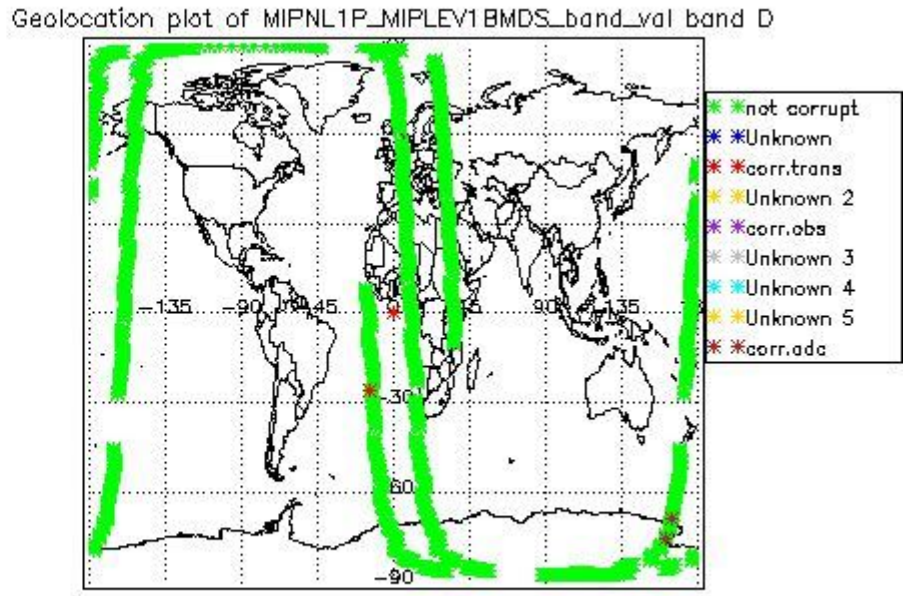 Geolocation plot of MIPNL1P_MIPLEV1BMDS_band_val band D
not corrupt
Unknown
corr.trans
Unknown 2
corr.obs
Unknown 3
Unknown 4
Unknown 5
corr.adc
-135 -90 45 90 135
-30
-90